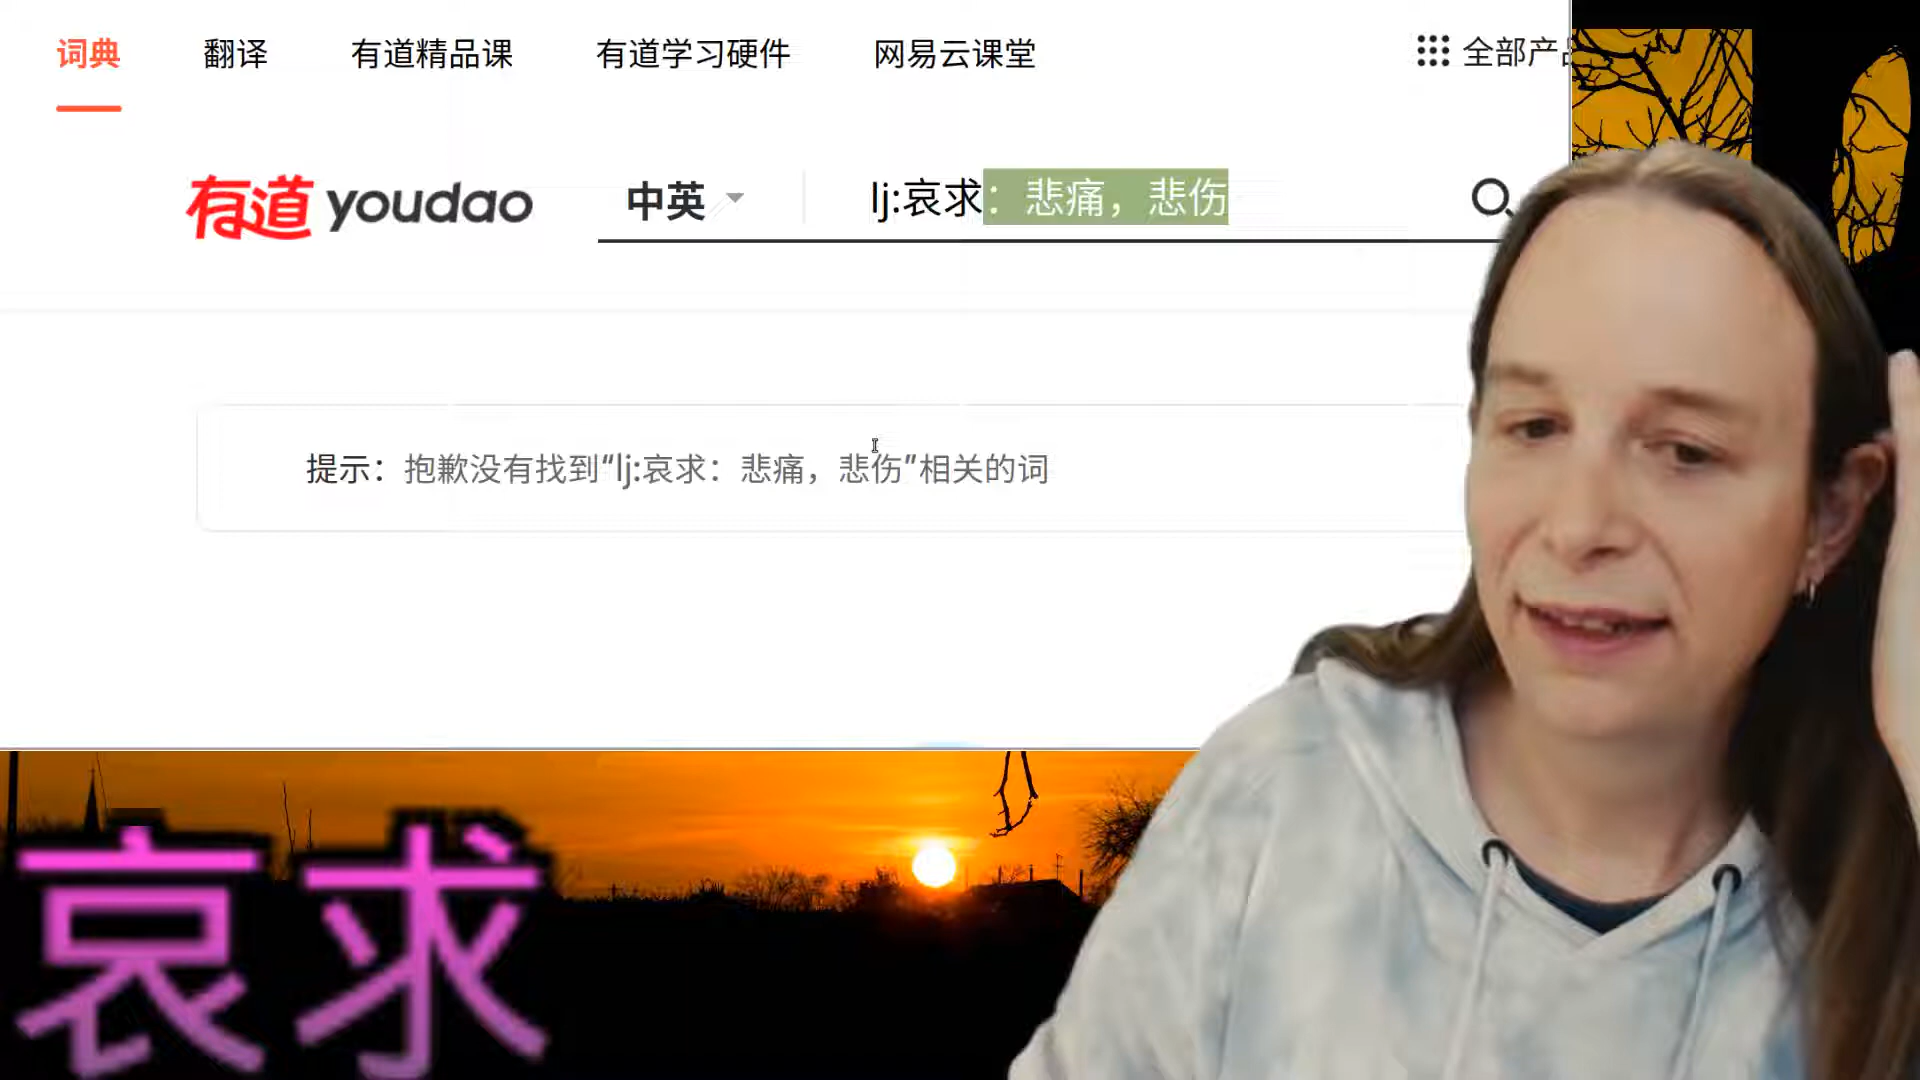 词典 翻译 有道精品课 有道学习硬件 网易云课堂 全部产品
有道 youdao 中英 lj:哀求：悲痛，悲伤
提示：抱歉没有找到“lj:哀求：悲痛，悲伤”相关的词
哀求